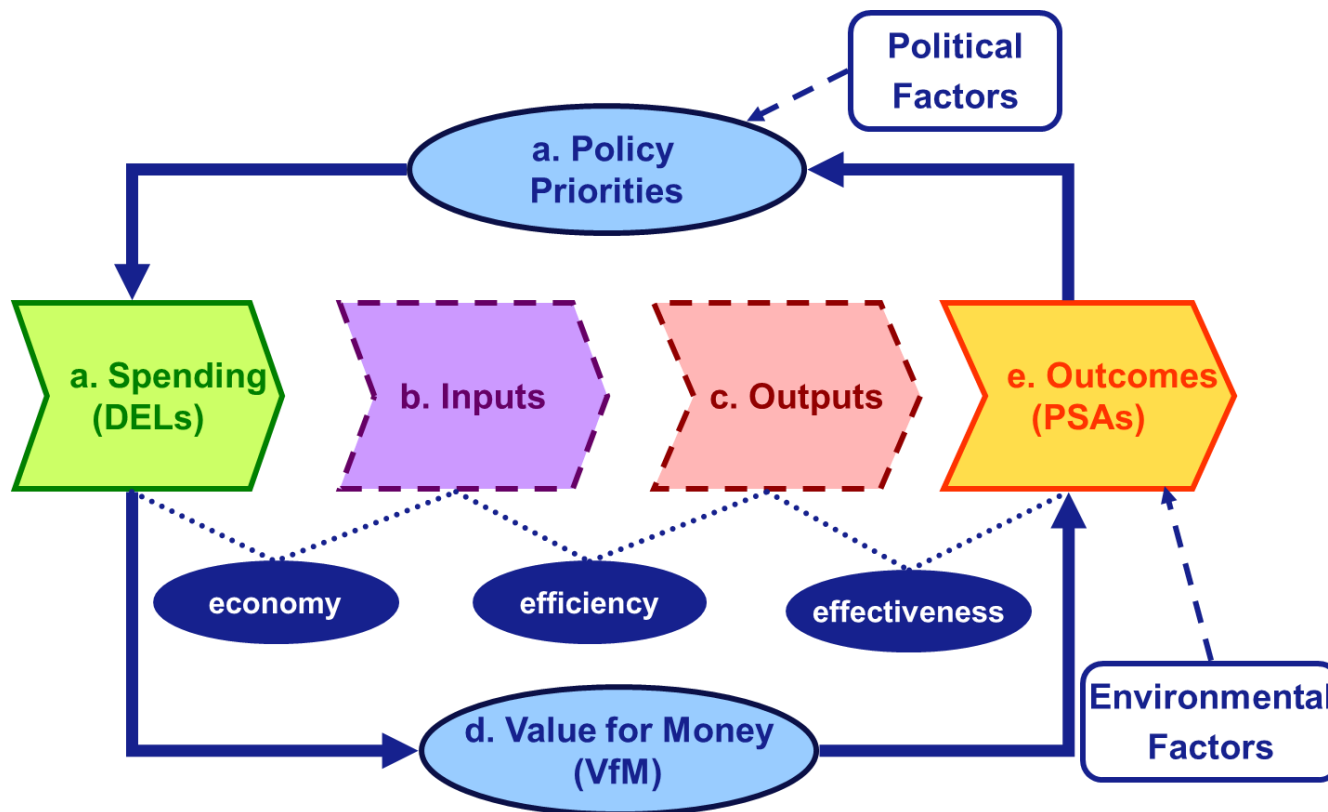 Political
Factors
a. Policy
Priorities
a. Spending
(DELs)
b. Inputs
c. Outputs
e. Outcomes
(PSAs)
economy
efficiency
effectiveness
d. Value for Money
(VfM)
Environmental
Factors